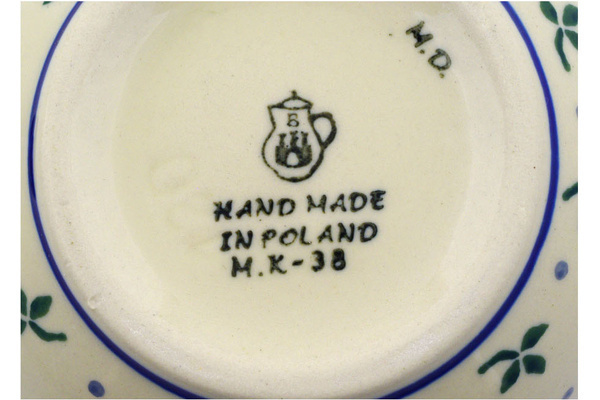 M.D.
B
HAND MADE
IN POLAND
M.K-38